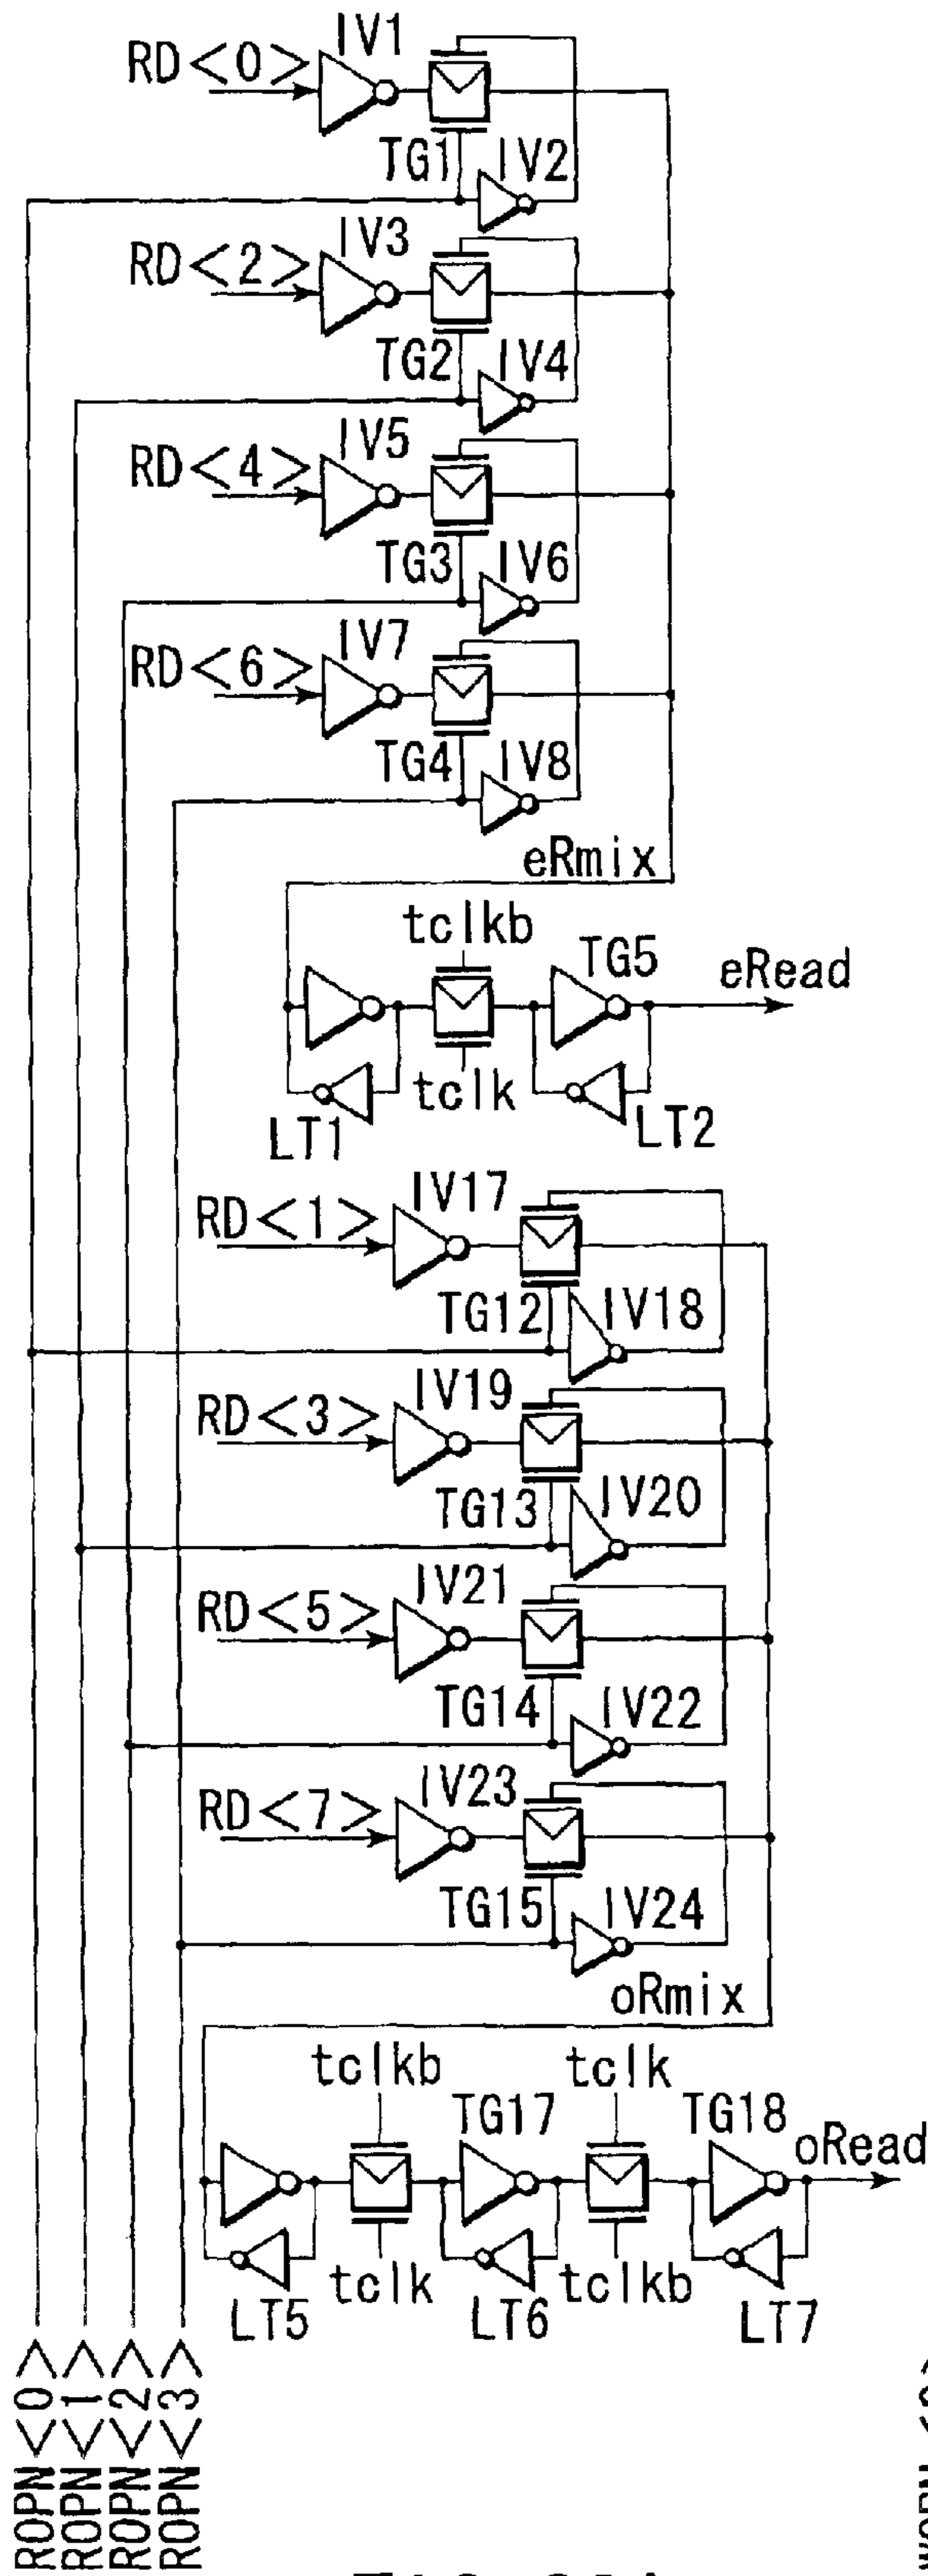 IV1
RD<0>
TG1 IV2
IV3
RD<2>
TG2 IV4
IV5
RD<4>
TG3 IV6
IV7
RD<6>
TG4 IV8
eRmix
tclkb
TG5 eRead
tclk
LT1 LT2
IV17
RD<1>
TG12 IV18
IV19
RD<3>
TG13 IV20
IV21
RD<5>
TG14 IV22
IV23
RD<7>
TG15 IV24
oRmix
tclkb tclk
TG17 TG18 oRead
tclk tclkb
LT5 LT6 LT7
ROPN<0>
ROPN<1>
ROPN<2>
ROPN<3>